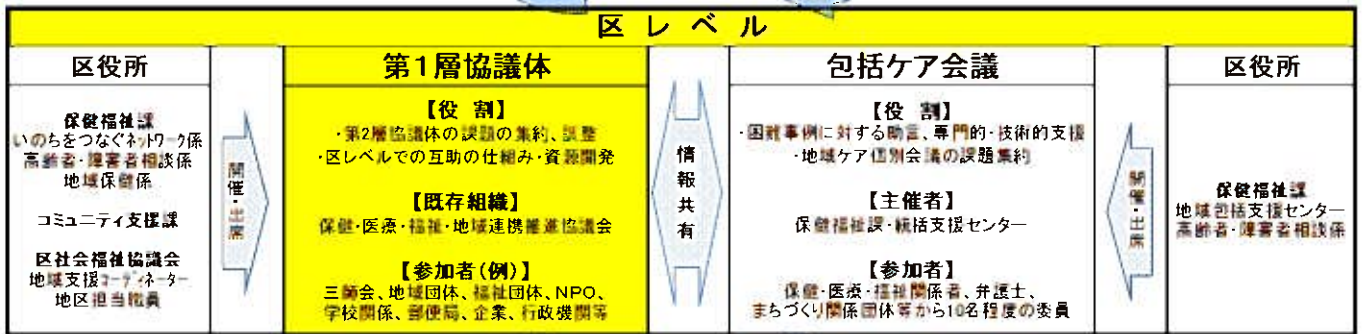 区レベル
区役所
保健福祉課
いのちをつなぐネットワーク係
高齢者・障害者相談係
地域保健係
コミュニティ支援課
区社会福祉協議会
地域支援コーディネーター
地区担当職員
開催・出席
第1層協議体
【役 割】
・第2層協議体の課題の集約、調整
・区レベルでの互助の仕組み・資源開発
【既存組織】
保健・医療・福祉・地域連携推進協議会
【参加者(例)】
三師会、地域団体、福祉団体、NPO、
学校関係、郵便局、企業、行政機関等
情報共有
包括ケア会議
【役 割】
・困難事例に対する助言、専門的・技術的支援
・地域ケア個別会議の課題集約
【主催者】
保健福祉課・統括支援センター
【参加者】
保健・医療・福祉関係者、弁護士、
まちづくり関係団体等から10名程度の委員
開催・出席
区役所
保健福祉課
地域包括支援センター
高齢者・障害者相談係